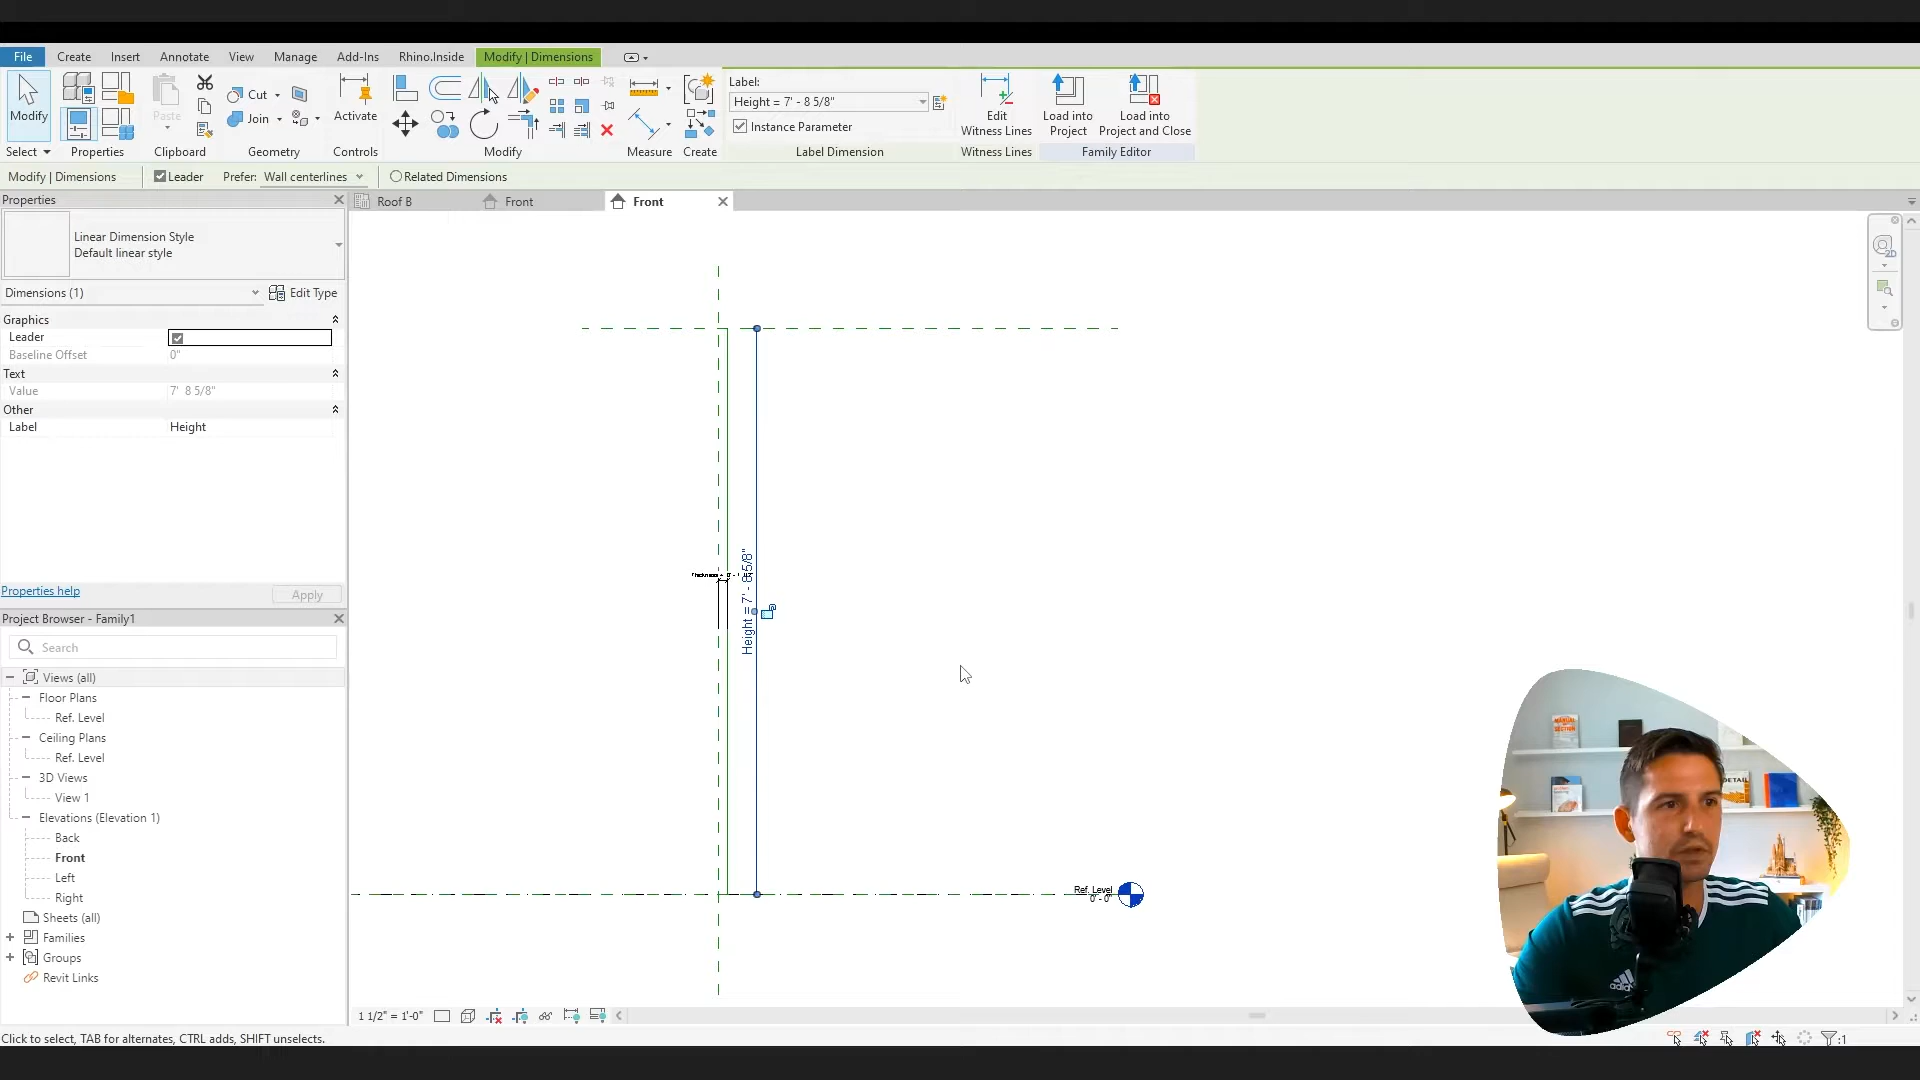 File Create Insert Annotate View Manage Add-Ins Rhino.Inside Modify | Dimensions
Modify
Paste
Cut
Join
Activate
Label:
Height = 7' - 8 5/8"
Instance Parameter
Edit
Witness Lines
Load into
Project
Load into
Project and Close
Select Properties Clipboard Geometry Controls Modify Measure Create Label Dimension Witness Lines Family Editor
Modify | Dimensions Leader Prefer: Wall centerlines Related Dimensions
Properties
Roof B
Front
Front
Linear Dimension Style
Default linear style
Dimensions (1)
Edit Type
Graphics
Leader
Baseline Offset 0"
Text
Value 7' 8 5/8"
Other
Label Height
Properties help
Apply
Project Browser - Family1
Search
Views (all)
Floor Plans
Ref. Level
Ceiling Plans
Ref. Level
3D Views
View 1
Elevations (Elevation 1)
Back
Front
Left
Right
Sheets (all)
Families
Groups
Revit Links
Height = 7' - 8 5/8"
Ref. Level
0' - 0"
2D
DETAIL
adidas
1 1/2" = 1'-0"
Click to select, TAB for alternates, CTRL adds, SHIFT unselects.
:1